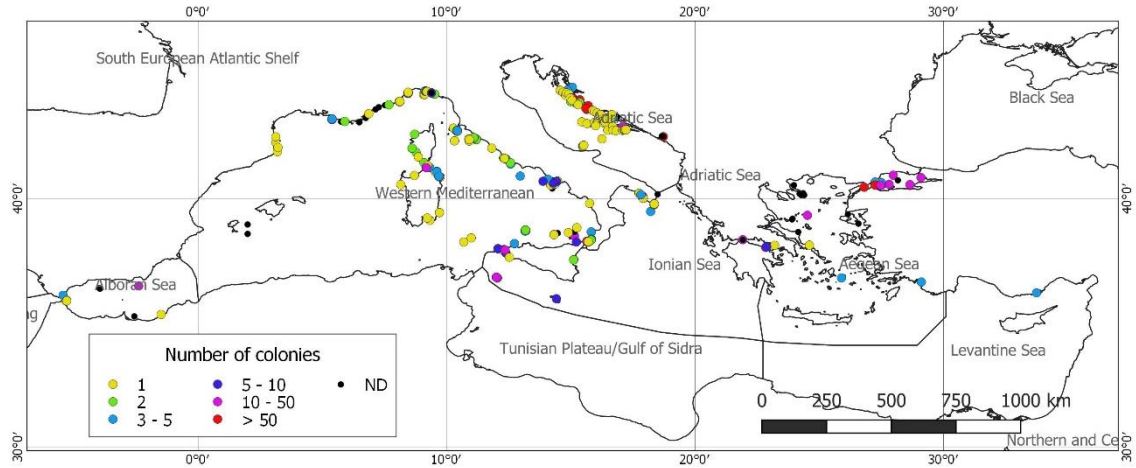 0°0′ 10°0′ 20°0′ 30°0′
South European Atlantic Shelf
Black Sea
Adriatic Sea
Adriatic Sea
40°0′ Western Mediterranean 40°0′
Ionian Sea
Aegean Sea
Alboran Sea
ng
Tunisian Plateau/Gulf of Sidra
Levantine Sea
Number of colonies
1 5 - 10 ND
2 10 - 50
3 - 5 > 50
0 250 500 750 1000 km
Northern and Ce
30°0′ 30°0′
0°0′ 10°0′ 20°0′ 30°0′